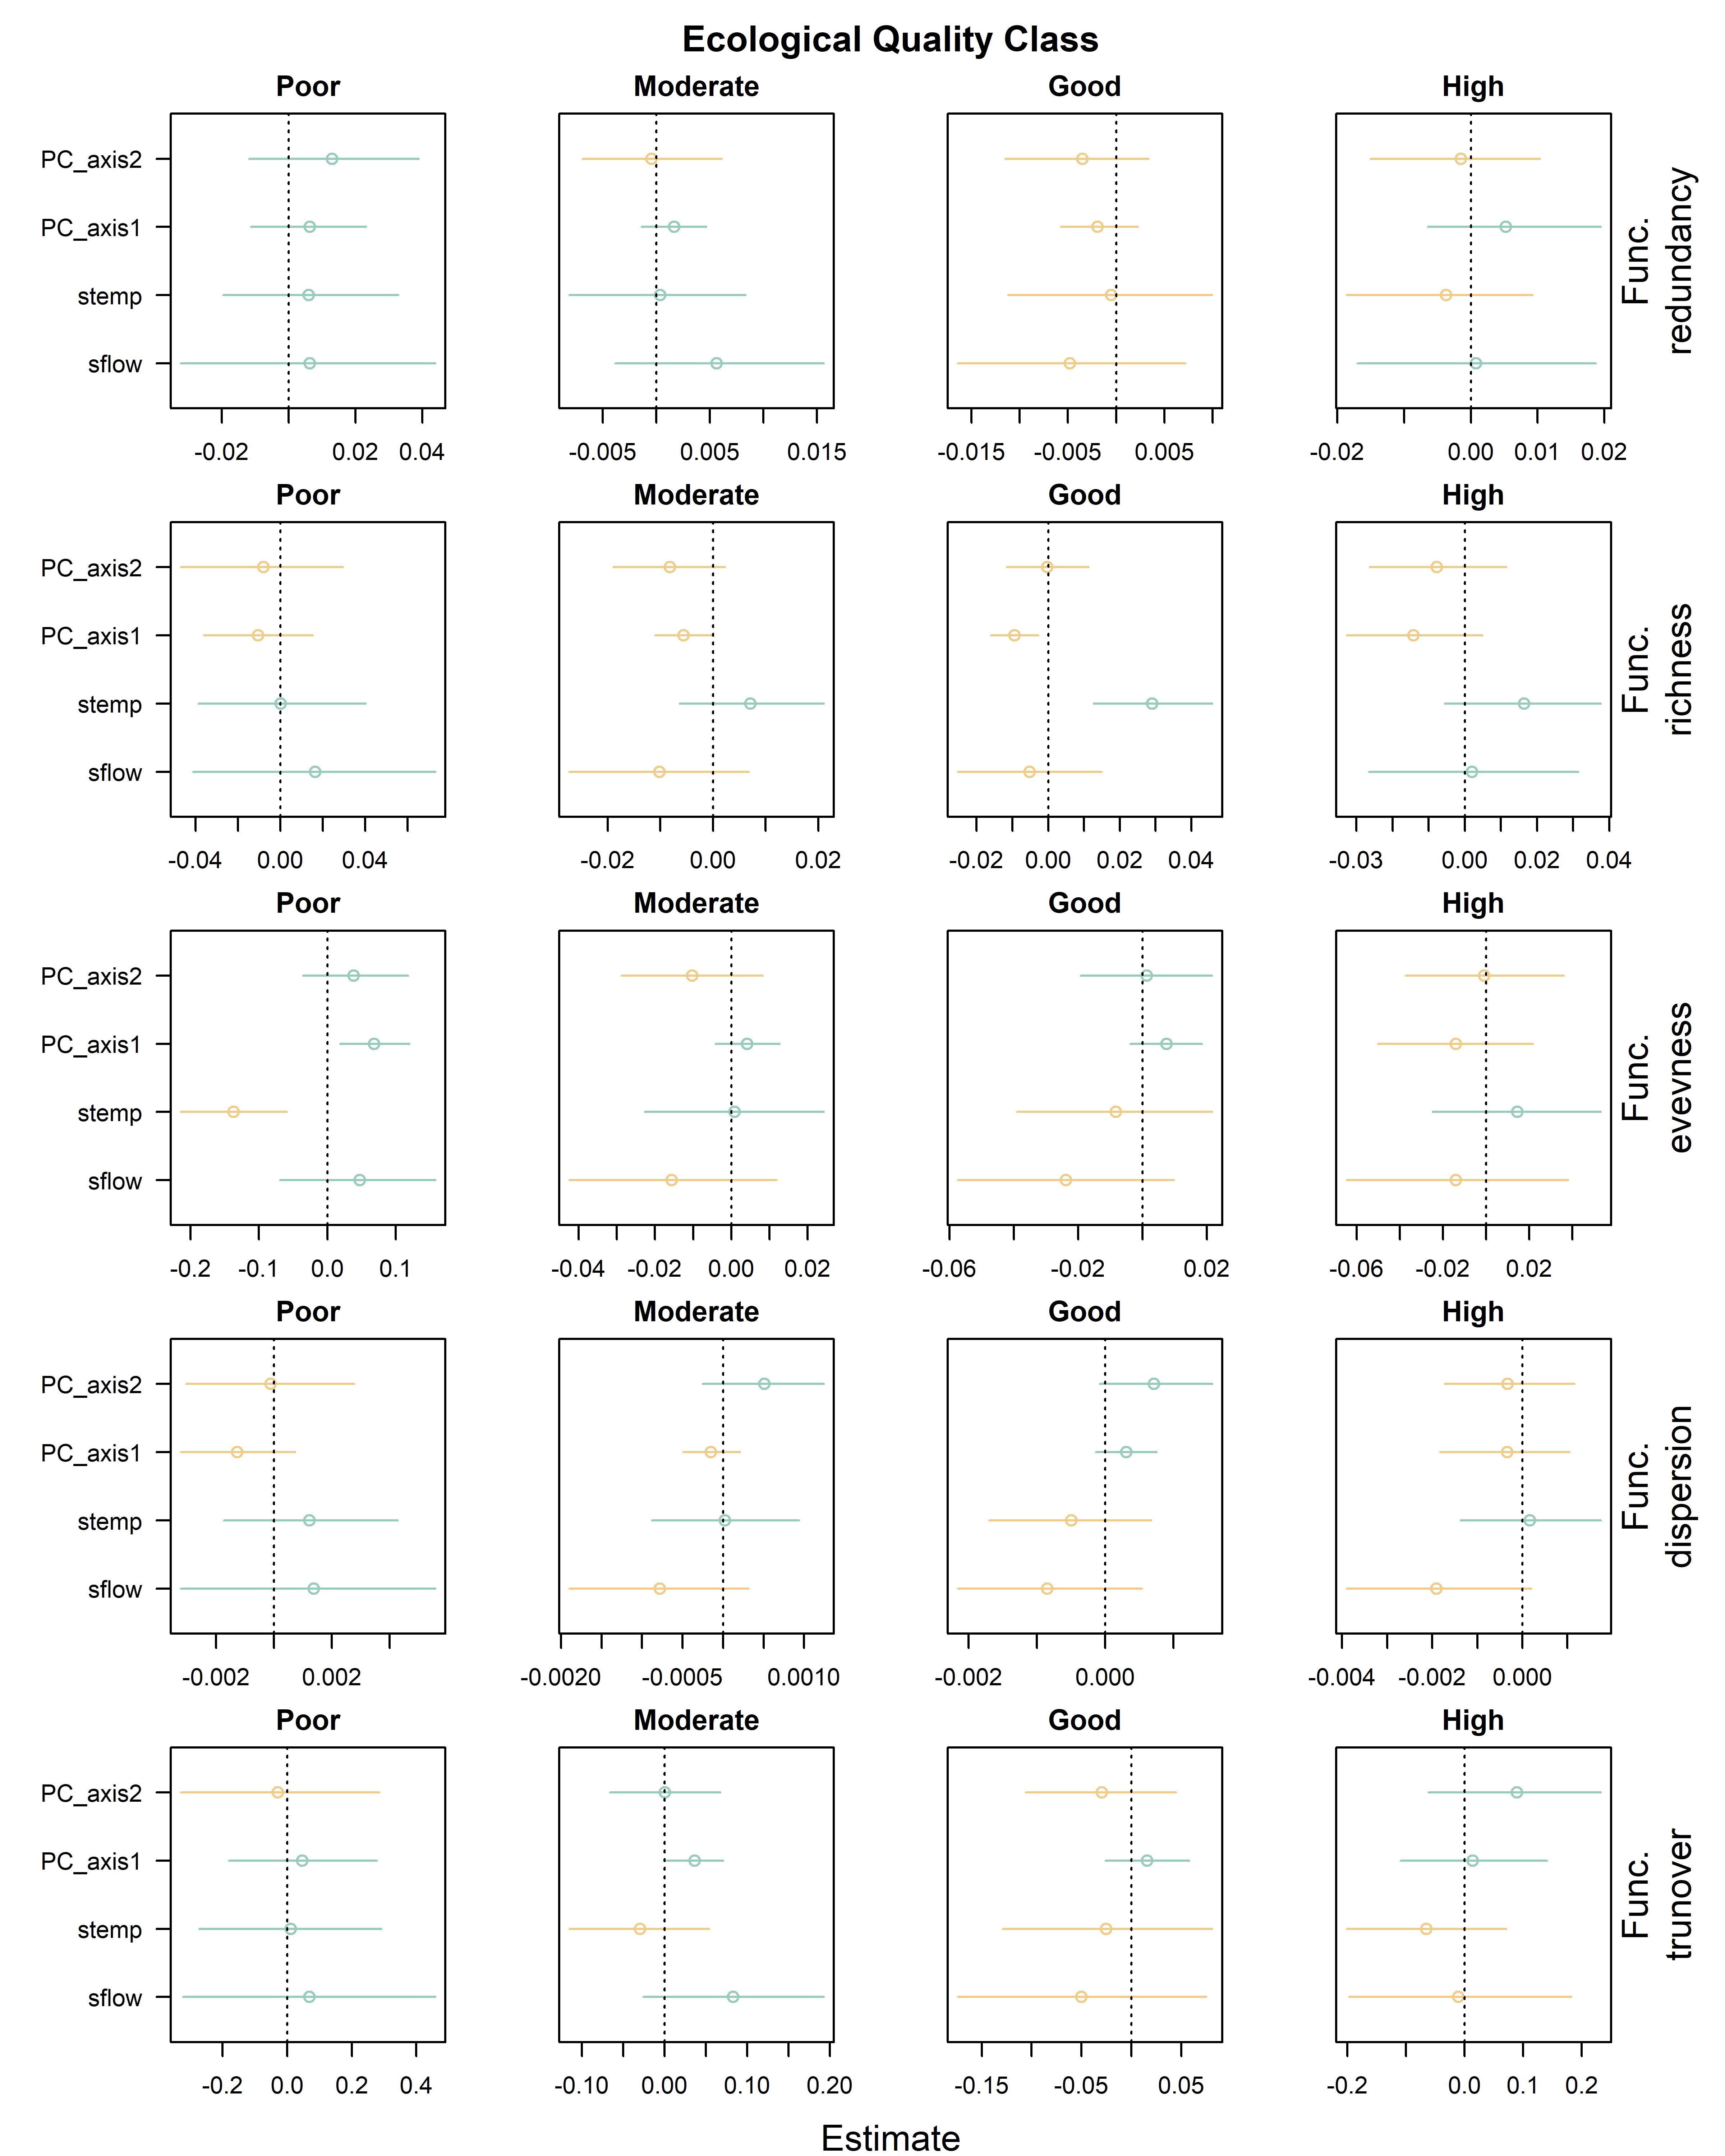 Ecological Quality Class
Poor Moderate Good High
PC_axis2
PC_axis1
stemp
sflow
Func.
redundancy
-0.02 0.02 0.04 -0.005 0.005 0.015 -0.015 -0.005 0.005 -0.02 0.00 0.01 0.02
Poor Moderate Good High
PC_axis2
PC_axis1
stemp
sflow
Func.
richness
-0.04 0.00 0.04 -0.02 0.00 0.02 -0.02 0.00 0.02 0.04 -0.03 0.00 0.02 0.04
Poor Moderate Good High
PC_axis2
PC_axis1
stemp
sflow
Func.
evevness
-0.2 -0.1 0.0 0.1 -0.04 -0.02 0.00 0.02 -0.06 -0.02 0.02 -0.06 -0.02 0.02
Poor Moderate Good High
PC_axis2
PC_axis1
stemp
sflow
Func.
dispersion
-0.002 0.002 -0.0020 -0.0005 0.0010 -0.002 0.000 -0.004 -0.002 0.000
Poor Moderate Good High
PC_axis2
PC_axis1
stemp
sflow
Func.
trunover
-0.2 0.0 0.2 0.4 -0.10 0.00 0.10 0.20 -0.15 -0.05 0.05 -0.2 0.0 0.1 0.2
Estimate